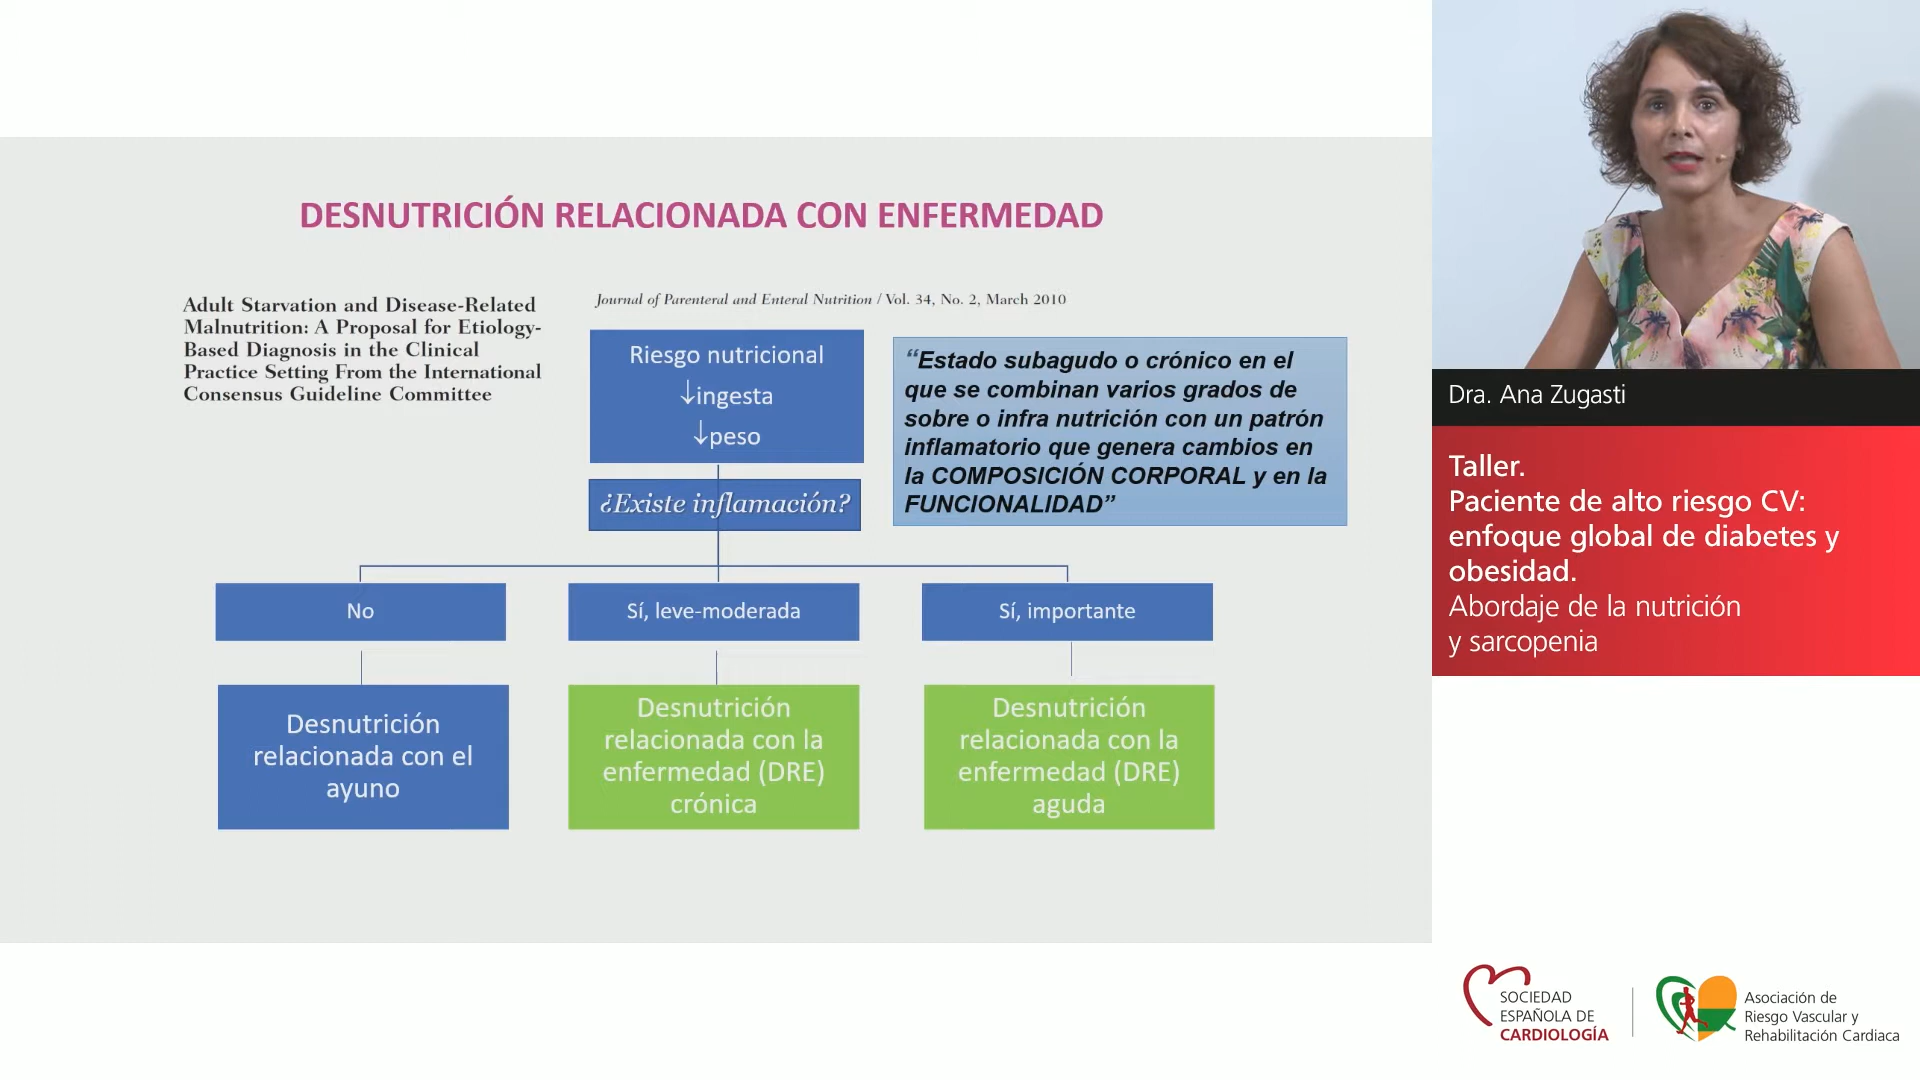 DESNUTRICIÓN RELACIONADA CON ENFERMEDAD
Adult Starvation and Disease-Related
Malnutrition: A Proposal for Etiology-
Based Diagnosis in the Clinical
Practice Setting From the International
Consensus Guideline Committee
Journal of Parenteral and Enteral Nutrition / Vol. 34, No. 2, March 2010
Riesgo nutricional
↓ingesta
↓peso
¿Existe inflamación?
“Estado subagudo o crónico en el
que se combinan varios grados de
sobre o infra nutrición con un patrón
inflamatorio que genera cambios en
la COMPOSICIÓN CORPORAL y en la
FUNCIONALIDAD”
No
Sí, leve-moderada
Sí, importante
Desnutrición
relacionada con el
ayuno
Desnutrición
relacionada con la
enfermedad (DRE)
crónica
Desnutrición
relacionada con la
enfermedad (DRE)
aguda
Dra. Ana Zugasti
Taller.
Paciente de alto riesgo CV:
enfoque global de diabetes y
obesidad.
Abordaje de la nutrición
y sarcopenia
SOCIEDAD
ESPAÑOLA DE
CARDIOLOGÍA
Asociación de
Riesgo Vascular y
Rehabilitación Cardiaca